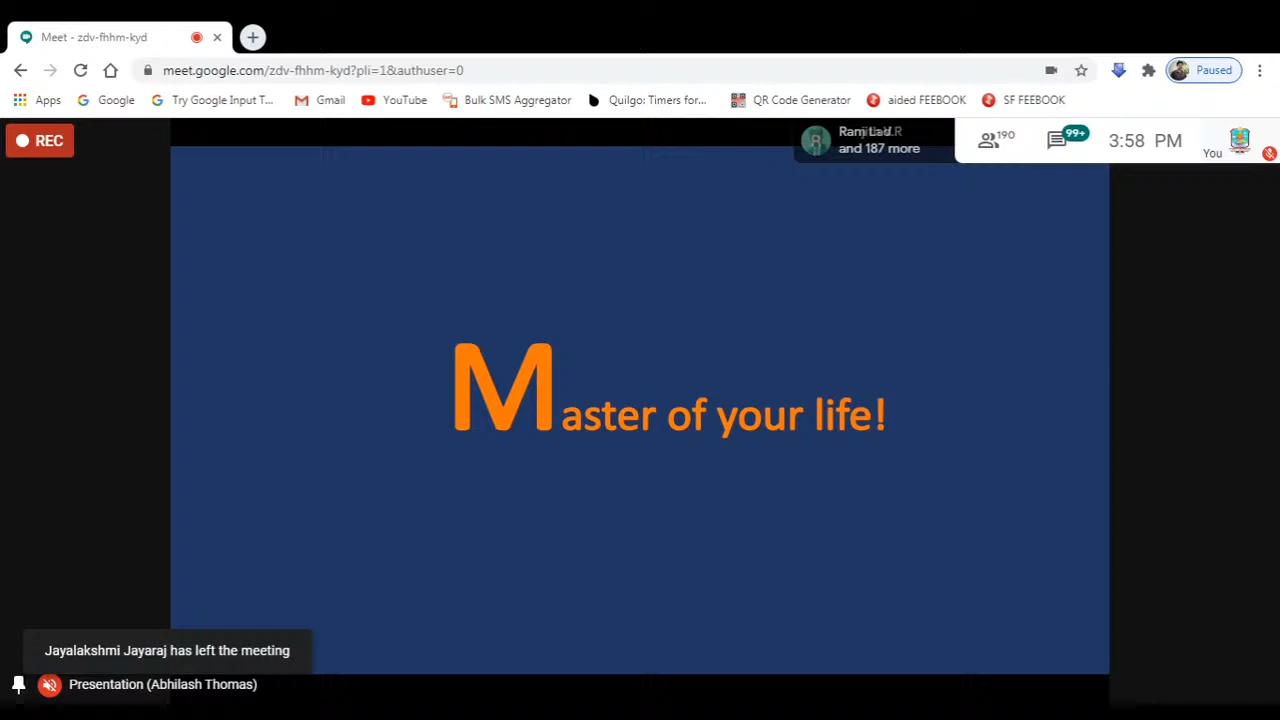 Meet - zdv-fhhm-kyd
meet.google.com/zdv-fhhm-kyd?pli=1&authuser=0
Paused
Apps
Google
Try Google Input T...
Gmail
YouTube
Bulk SMS Aggregator
Quilgo: Timers for...
QR Code Generator
aided FEEBOOK
SF FEEBOOK
REC
and 187 more
190
99+
3:58 PM
You
Master of your life!
Jayalakshmi Jayaraj has left the meeting
Presentation (Abhilash Thomas)